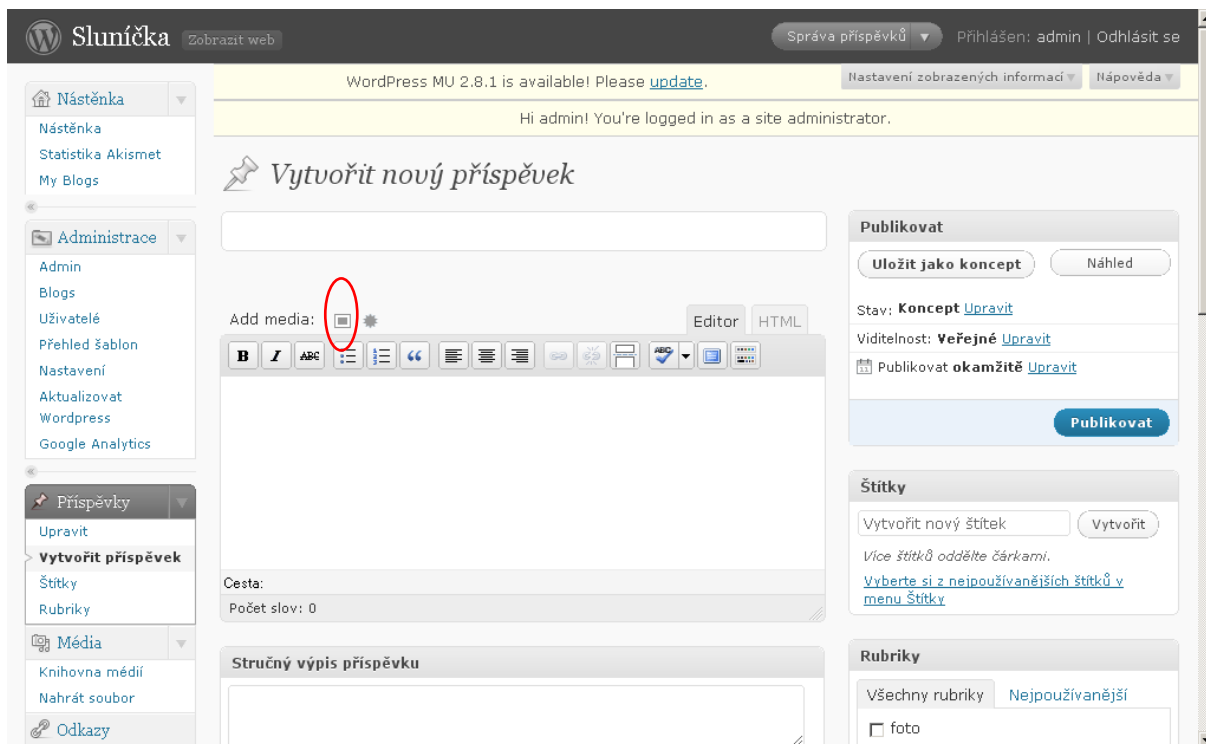 Sluníčka Zobrazit web
Správa příspěvků
Přihlášen: admin | Odhlásit se
WordPress MU 2.8.1 is available! Please update.
Nastavení zobrazených informací
Nápověda
Hi admin! You're logged in as a site administrator.
Nástěnka
Nástěnka
Statistika Akismet
My Blogs
Administrace
Admin
Blogs
Uživatelé
Přehled šablon
Nastavení
Aktualizovat
Wordpress
Google Analytics
Příspěvky
Upravit
Vytvořit příspěvek
Štítky
Rubriky
Média
Knihovna médií
Nahrát soubor
Odkazy
Vytvořit nový příspěvek
Add media:
Editor
HTML
B I ABC
ABC
Cesta:
Počet slov: 0
Stručný výpis příspěvku
Publikovat
Uložit jako koncept
Náhled
Stav: Koncept Upravit
Viditelnost: Veřejné Upravit
Publikovat okamžitě Upravit
Publikovat
Štítky
Vytvořit nový štítek
Vytvořit
Více štítků oddělte čárkami.
Vyberte si z nejpoužívanějších štítků v
menu Štítky
Rubriky
Všechny rubriky
Nejpoužívanější
foto